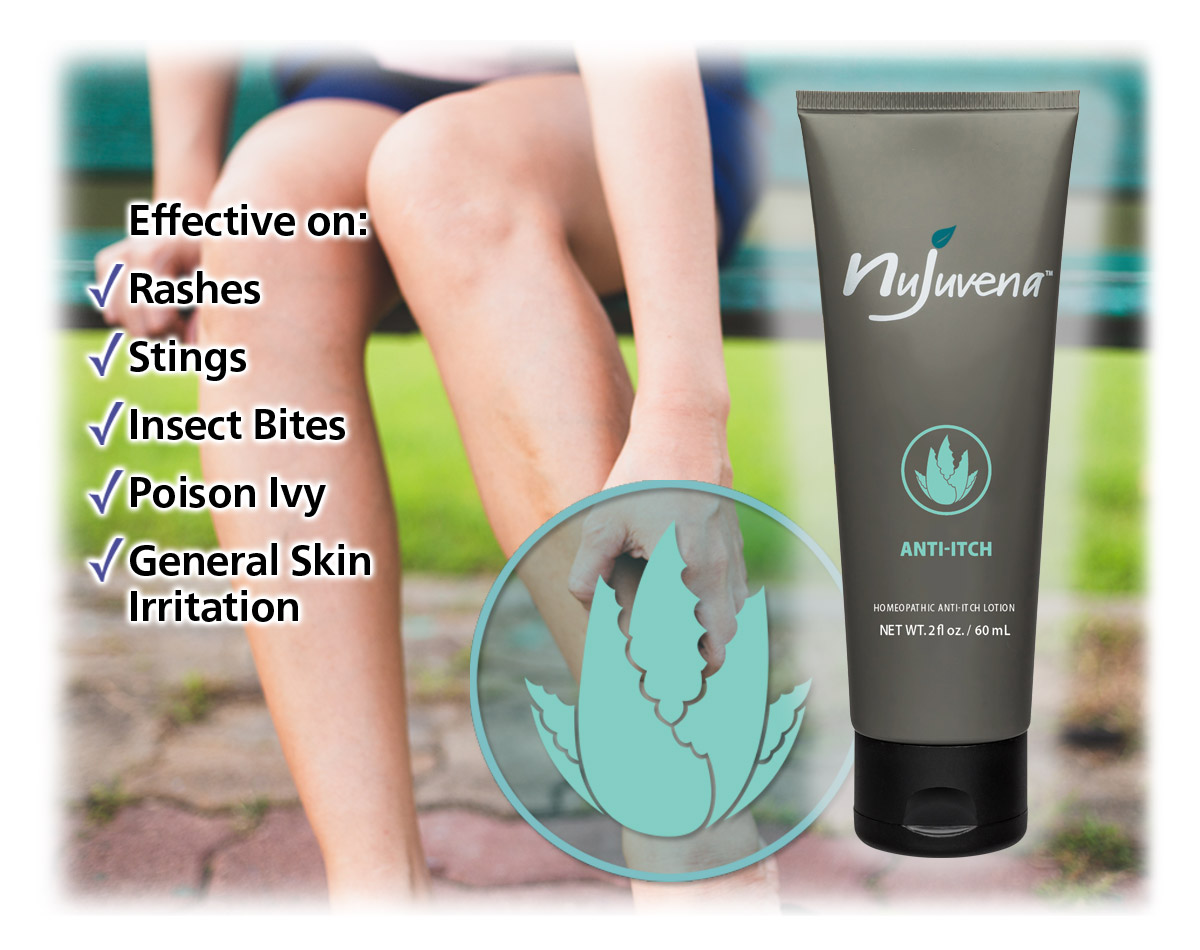 Effective on:
Rashes
Stings
Insect Bites
Poison Ivy
General Skin
Irritation
nuJuvena™
ANTI-ITCH
HOMEOPATHIC ANTI-ITCH LOTION
NET WT. 2 fl oz. / 60 mL